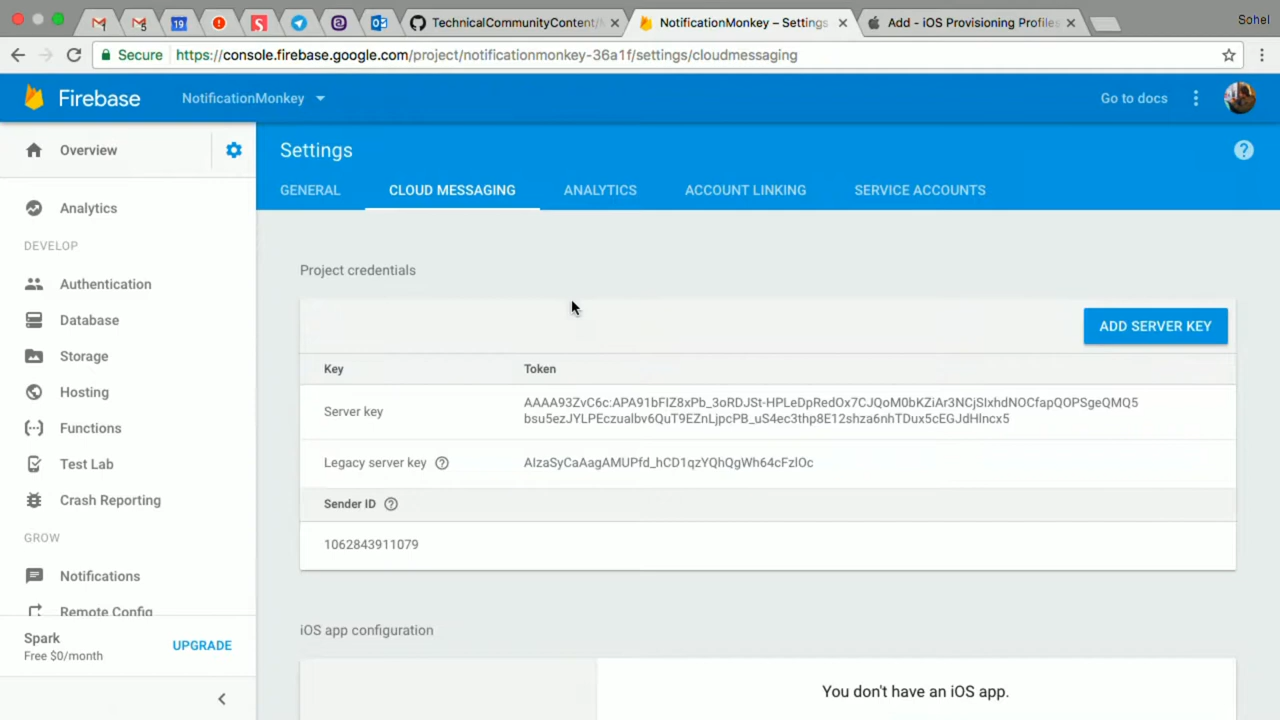 Sohel
TechnicalCommunityContent/
NotificationMonkey – Settings
Add - iOS Provisioning Profiles
Secure
https://console.firebase.google.com/project/notificationmonkey-36a1f/settings/cloudmessaging
Firebase
NotificationMonkey
Go to docs
Overview
Settings
GENERAL
CLOUD MESSAGING
ANALYTICS
ACCOUNT LINKING
SERVICE ACCOUNTS
Analytics
DEVELOP
Authentication
Database
Storage
Hosting
Functions
Test Lab
Crash Reporting
GROW
Notifications
Remote Config
Spark
Free $0/month
UPGRADE
Project credentials
ADD SERVER KEY
Key
Token
Server key
AAAA93ZvC6c:APA91bFIZ8xPb_3oRDJSt-HPLeDpRedOx7CJQoM0bKZiAr3NCjSIxhdNOCfapQOPSgeQMQ5
bsu5ezJYLPEczualbv6QuT9EZnLjpcPB_uS4ec3thp8E12shza6nhTDux5cEGJdHIncx5
Legacy server key
AIzaSyCaAagAMUPfd_hCD1qzYQhQgWh64cFzlOc
Sender ID
1062843911079
iOS app configuration
You don't have an iOS app.